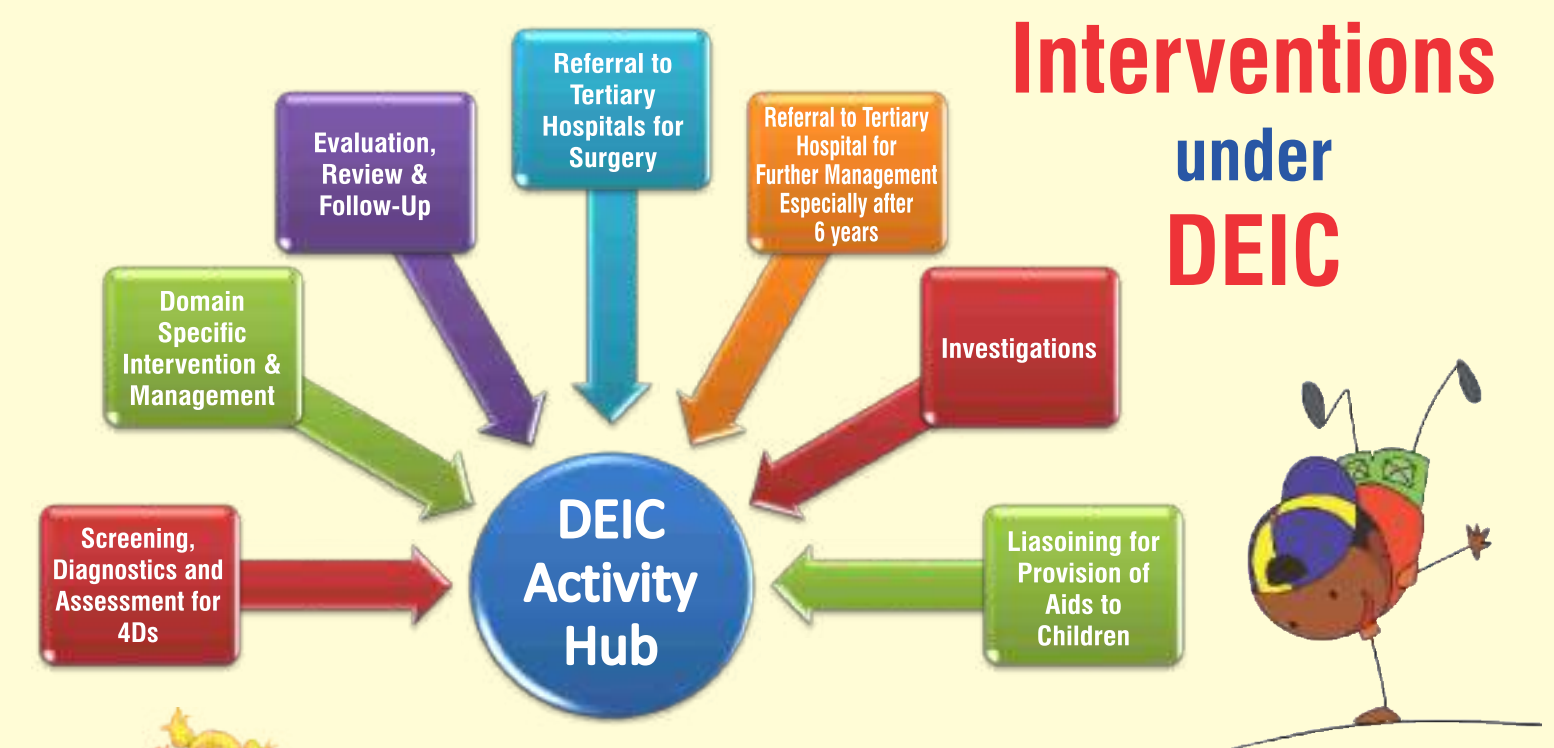 Interventions
under
DEIC
Referral to
Tertiary
Hospitals for
Surgery
Evaluation,
Review &
Follow-Up
Referral to Tertiary
Hospital for
Further Management
Especially after
6 years
Domain
Specific
Intervention &
Management
Investigations
Screening,
Diagnostics and
Assessment for
4Ds
DEIC
Activity
Hub
Liasoining for
Provision of
Aids to
Children